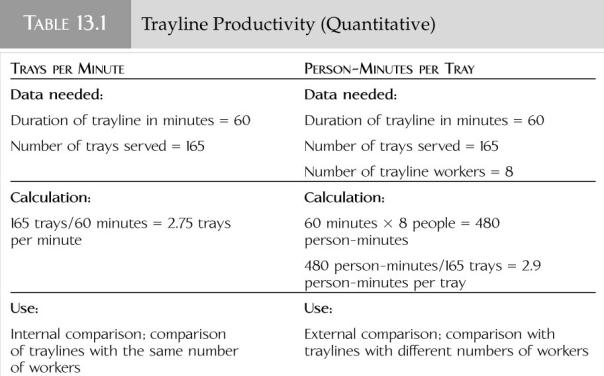 TABLE 13.1
Trayline Productivity (Quantitative)
TRAYS PER MINUTE
Data needed:
Duration of trayline in minutes = 60
Number of trays served = 165
PERSON-MINUTES PER TRAY
Data needed:
Duration of trayline in minutes = 60
Number of trays served = 165
Number of trayline workers = 8
Calculation:
165 trays/60 minutes = 2.75 trays
per minute
Calculation:
60 minutes × 8 people = 480
person-minutes
480 person-minutes/165 trays = 2.9
person-minutes per tray
Use:
Internal comparison; comparison
of traylines with the same number
of workers
Use:
External comparison; comparison with
traylines with different numbers of workers